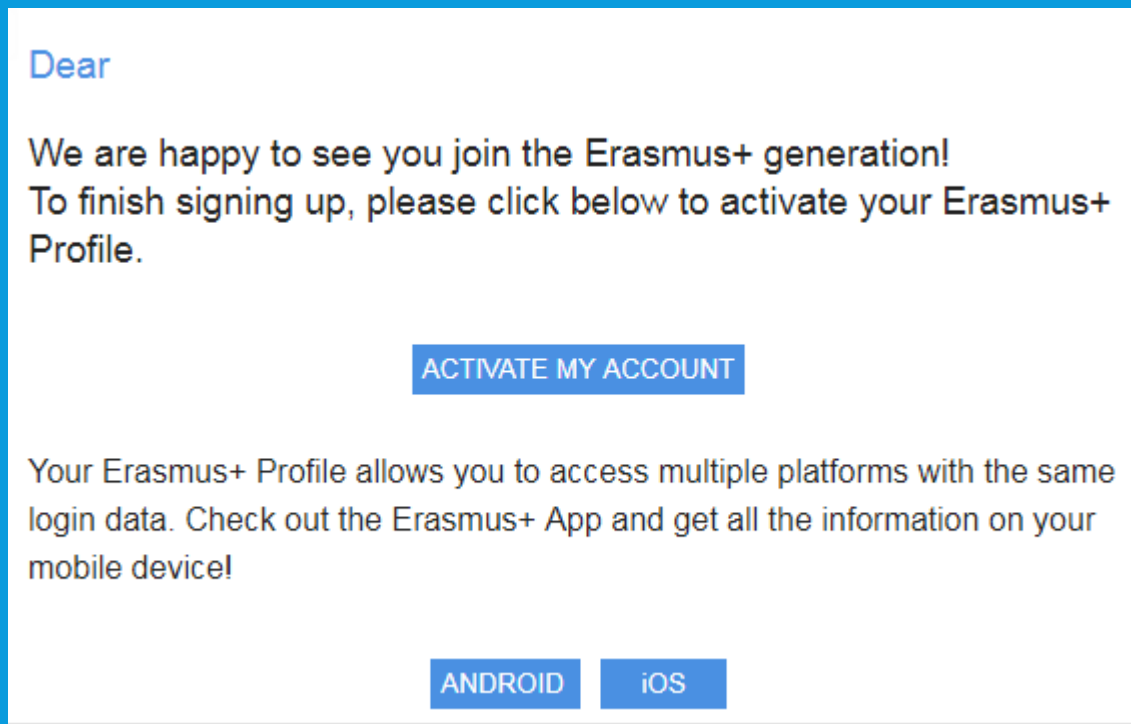 Dear
We are happy to see you join the Erasmus+ generation!
To finish signing up, please click below to activate your Erasmus+
Profile.
ACTIVATE MY ACCOUNT
Your Erasmus+ Profile allows you to access multiple platforms with the same
login data. Check out the Erasmus+ App and get all the information on your
mobile device!
ANDROID iOS